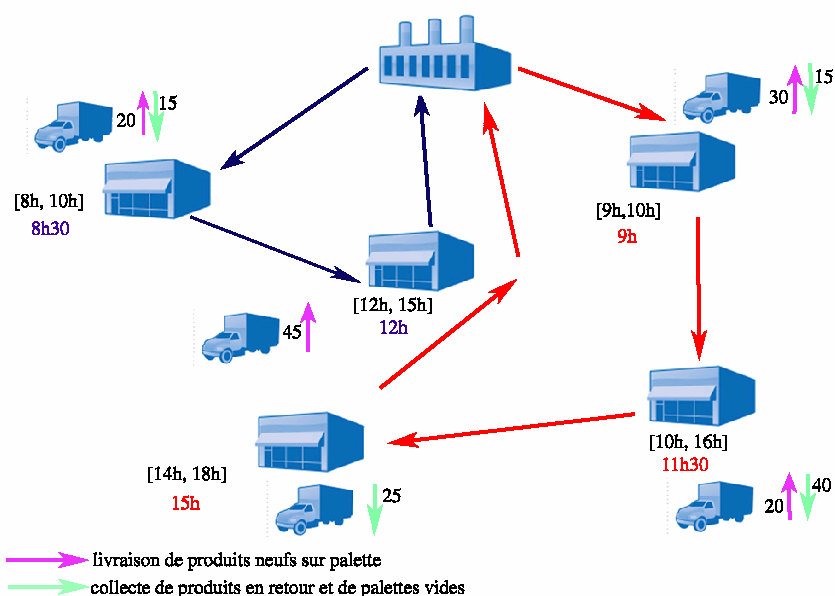 15
30
15
20
[8h, 10h]
8h30
[9h,10h]
9h
[12h, 15h]
12h
45
[10h, 16h]
11h30
[14h, 18h]
15h
25
40
20
livraison de produits neufs sur palette
collecte de produits en retour et de palettes vides